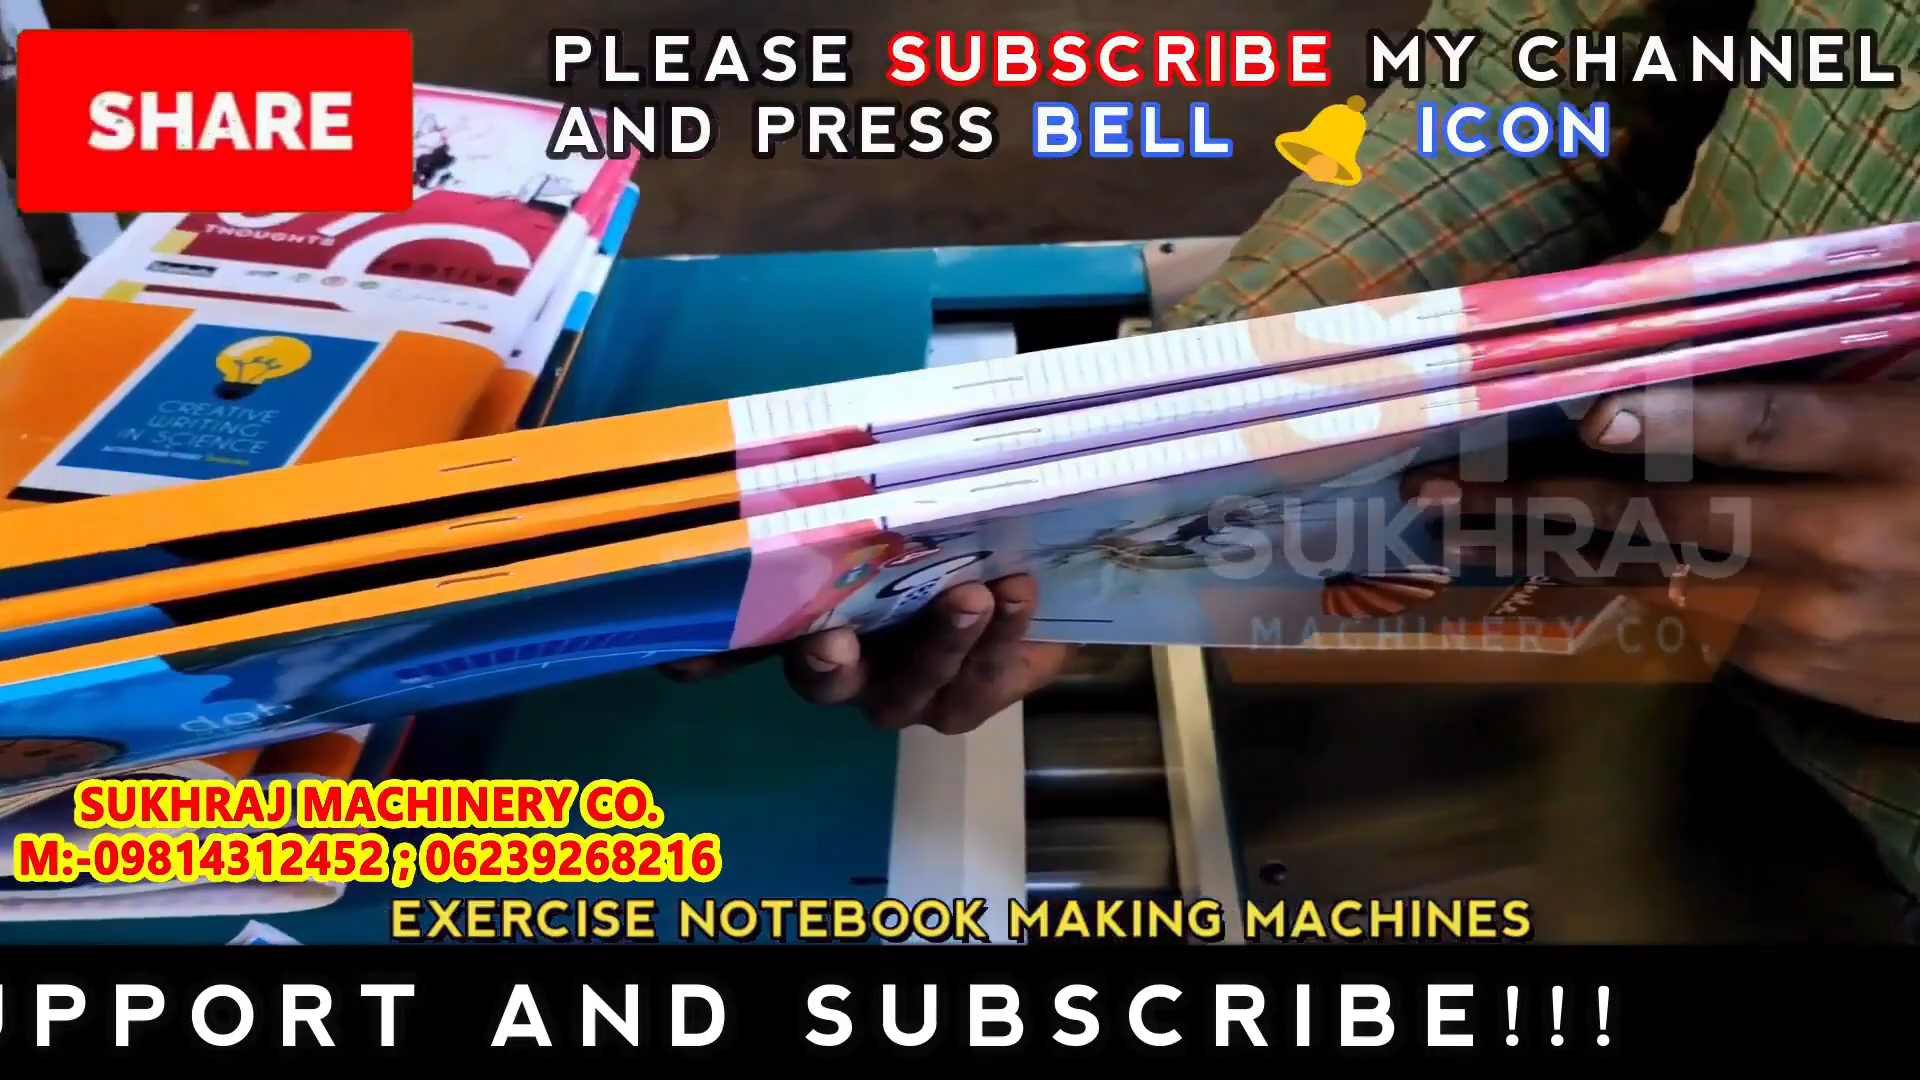 SHARE
PLEASE SUBSCRIBE MY CHANNEL
AND PRESS BELL 🔔 ICON
THOUGHTS
CREATIVE
WRITING
IN SCIENCE
SUKHRAJ
MACHINERY CO.
SUKHRAJ MACHINERY CO.
M:-09814312452 ; 06239268216
EXERCISE NOTEBOOK MAKING MACHINES
UPPORT AND SUBSCRIBE!!!